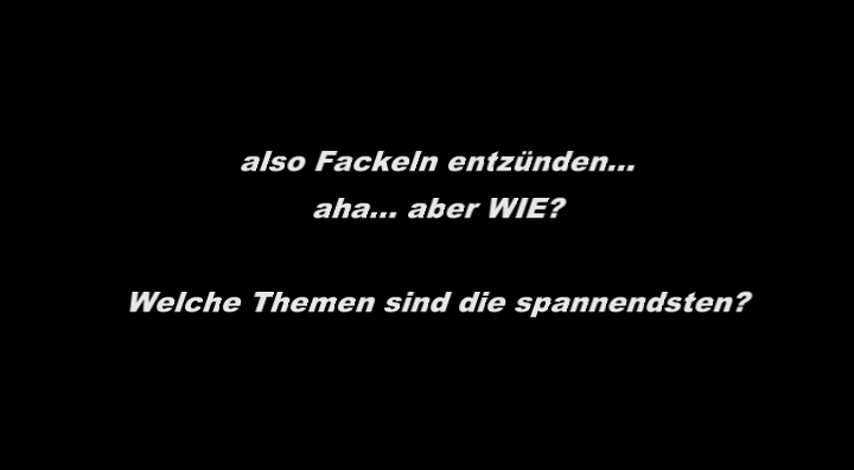 also Fackeln entzünden...
aha... aber WIE?
Welche Themen sind die spannendsten?